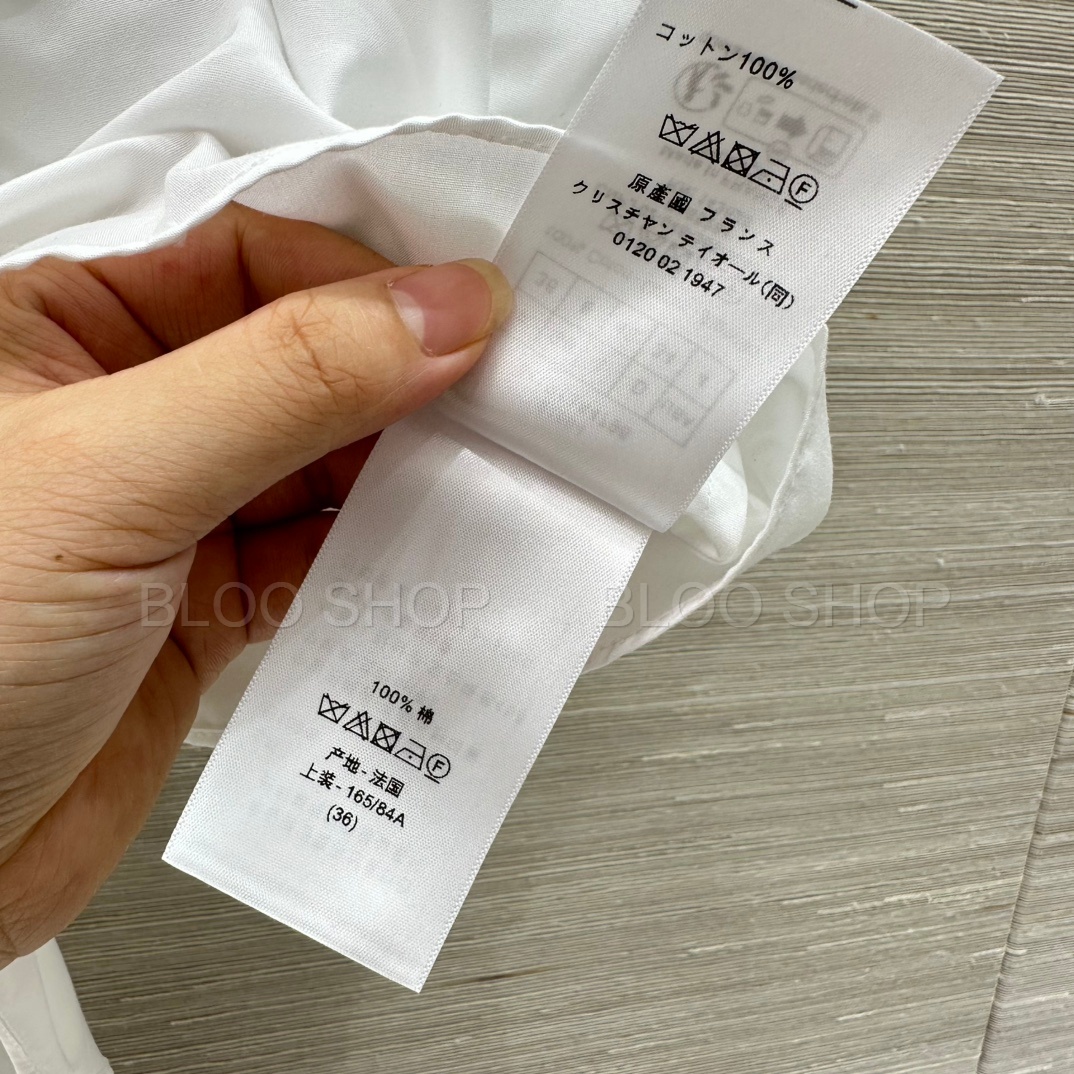 コットン100%
F
原産國 フランス
クリスチャン ディオール(同)
0120 02 1947
BLOO SHOP BLOO SHOP
100% 棉
F
产地-法国
上装-165/84A
(36)